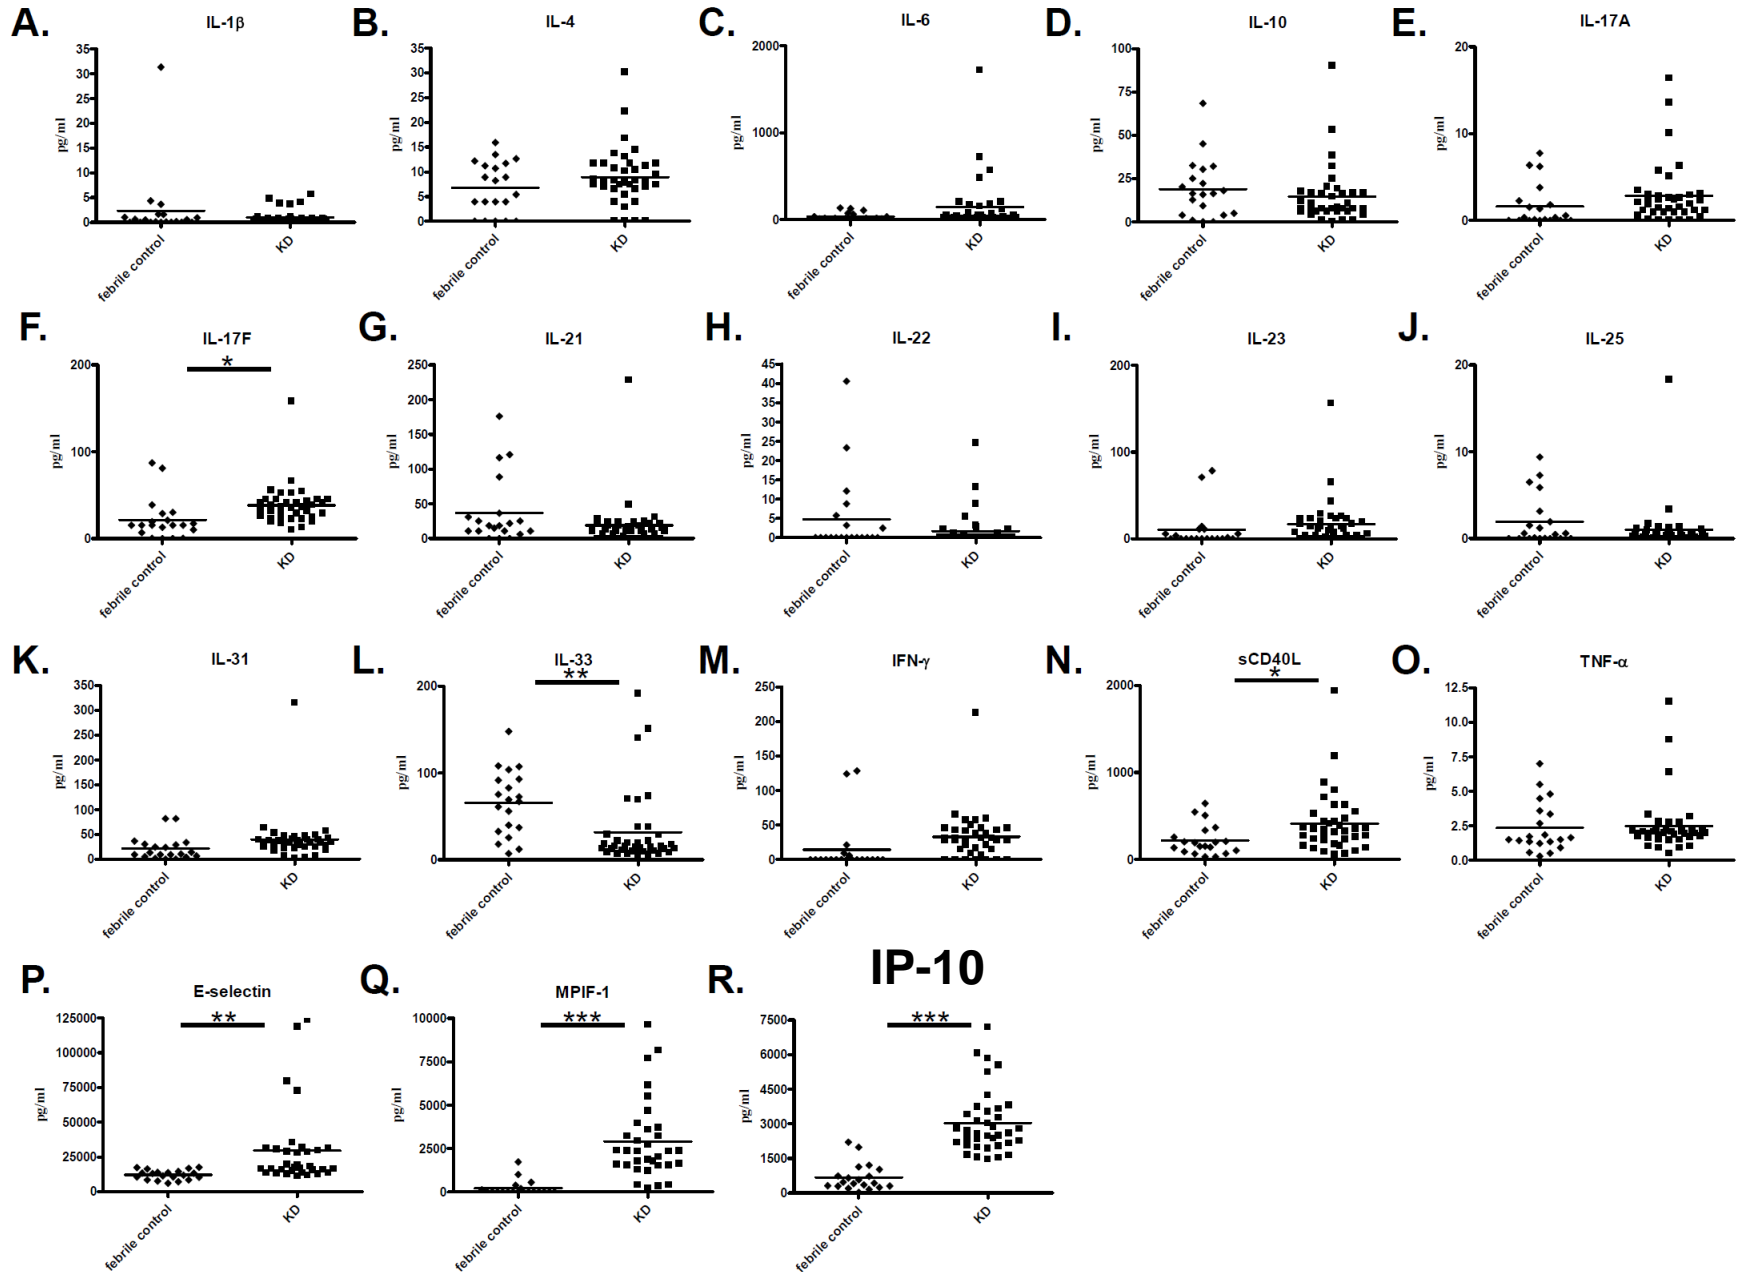 A. IL-1β
35
30
25
20
15
10
5
0
pg/ml
febrile control
KD
B. IL-4
35
30
25
20
15
10
5
0
pg/ml
febrile control
KD
C. IL-6
2000
1000
0
pg/ml
febrile control
KD
D. IL-10
100
75
50
25
0
pg/ml
febrile control
KD
E. IL-17A
20
10
0
pg/ml
febrile control
KD
F. IL-17F
*
200
100
0
pg/ml
febrile control
KD
G. IL-21
250
200
150
100
50
0
pg/ml
febrile control
KD
H. IL-22
45
40
35
30
25
20
15
10
5
0
pg/ml
febrile control
KD
I. IL-23
200
100
0
pg/ml
febrile control
KD
J. IL-25
20
10
0
pg/ml
febrile control
KD
K. IL-31
350
300
250
200
150
100
50
0
pg/ml
febrile control
KD
L. IL-33
**
200
100
0
pg/ml
febrile control
KD
M. IFN-γ
250
200
150
100
50
0
pg/ml
febrile control
KD
N. sCD40L
*
2000
1000
0
pg/ml
febrile control
KD
O. TNF-α
12.5
10.0
7.5
5.0
2.5
0.0
pg/ml
febrile control
KD
P. E-selectin
**
125000
100000
75000
50000
25000
0
pg/ml
febrile control
KD
Q. MPIF-1
***
10000
7500
5000
2500
0
pg/ml
febrile control
KD
R. IP-10
***
7500
6000
4500
3000
1500
0
pg/ml
febrile control
KD